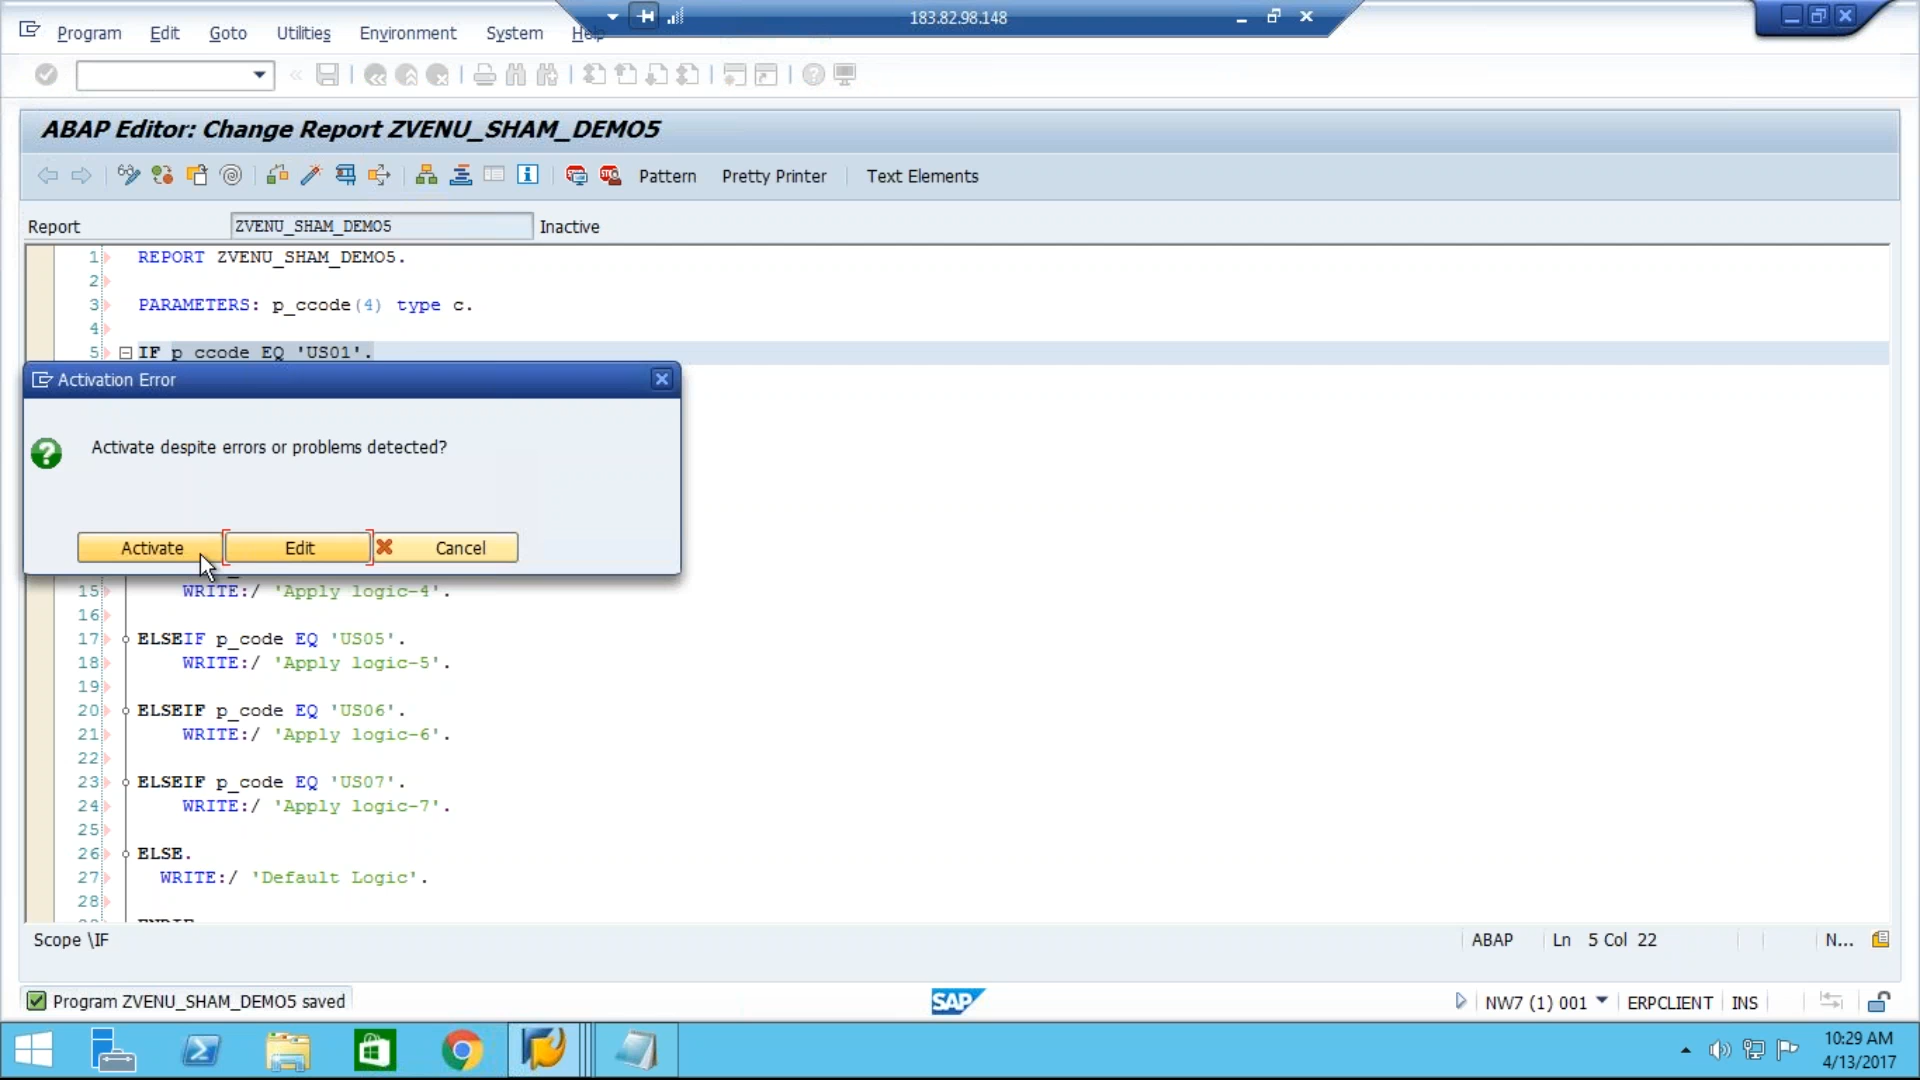 183.82.98.148
Program Edit Goto Utilities Environment System Help
ABAP Editor: Change Report ZVENU_SHAM_DEMO5
Pattern Pretty Printer Text Elements
Report ZVENU_SHAM_DEMO5 Inactive
1 REPORT ZVENU_SHAM_DEMO5.
2
3 PARAMETERS: p_ccode(4) type c.
4
5 IF p_ccode EQ 'US01'.
Activation Error
Activate despite errors or problems detected?
Activate Edit Cancel
15 WRITE:/ 'Apply logic-4'.
16
17 ELSEIF p_code EQ 'US05'.
18 WRITE:/ 'Apply logic-5'.
19
20 ELSEIF p_code EQ 'US06'.
21 WRITE:/ 'Apply logic-6'.
22
23 ELSEIF p_code EQ 'US07'.
24 WRITE:/ 'Apply logic-7'.
25
26 ELSE.
27 WRITE:/ 'Default Logic'.
28
Scope \IF ABAP Ln 5 Col 22 N...
Program ZVENU_SHAM_DEMO5 saved SAP NW7 (1) 001 ERPCLIENT INS
10:29 AM
4/13/2017